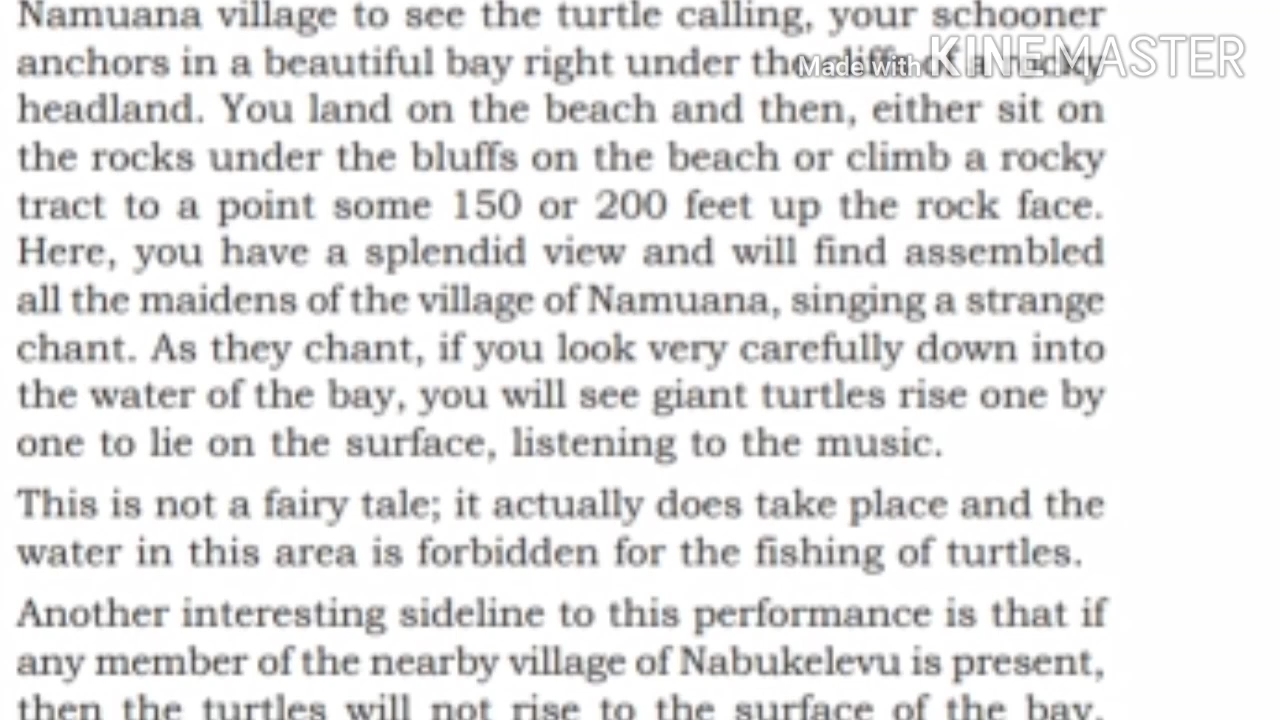 Namuana village to see the turtle calling, your schooner
anchors in a beautiful bay right under the cliffs of a rocky
Made with KINEMASTER
headland. You land on the beach and then, either sit on
the rocks under the bluffs on the beach or climb a rocky
tract to a point some 150 or 200 feet up the rock face.
Here, you have a splendid view and will find assembled
all the maidens of the village of Namuana, singing a strange
chant. As they chant, if you look very carefully down into
the water of the bay, you will see giant turtles rise one by
one to lie on the surface, listening to the music.
This is not a fairy tale; it actually does take place and the
water in this area is forbidden for the fishing of turtles.
Another interesting sideline to this performance is that if
any member of the nearby village of Nabukelevu is present,
then the turtles will not rise to the surface of the bay.